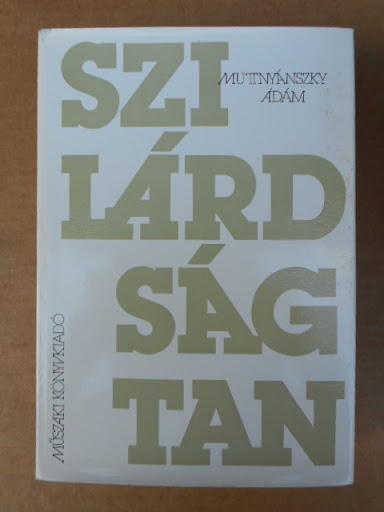 SZI
MUTTNYÁNSZKY
ÁDÁM
LÁRD
SÁG
TAN
MŰSZAKI KÖNYVKIADÓ